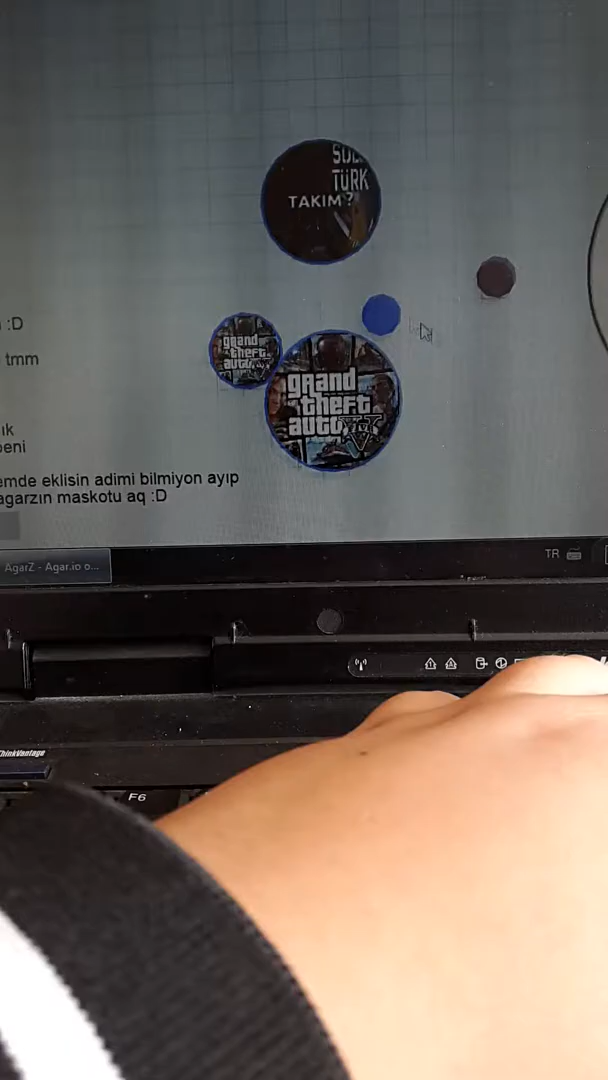 SOL
TÜRK
TAKIM ?
:D
tmm
grand
theft
auto
grand
theft
auto V
ık
beni
emde eklisin adimi bilmiyon ayıp
agarzın maskotu aq :D
AgarZ - Agar.io o...
TR
ThinkVantage
F6